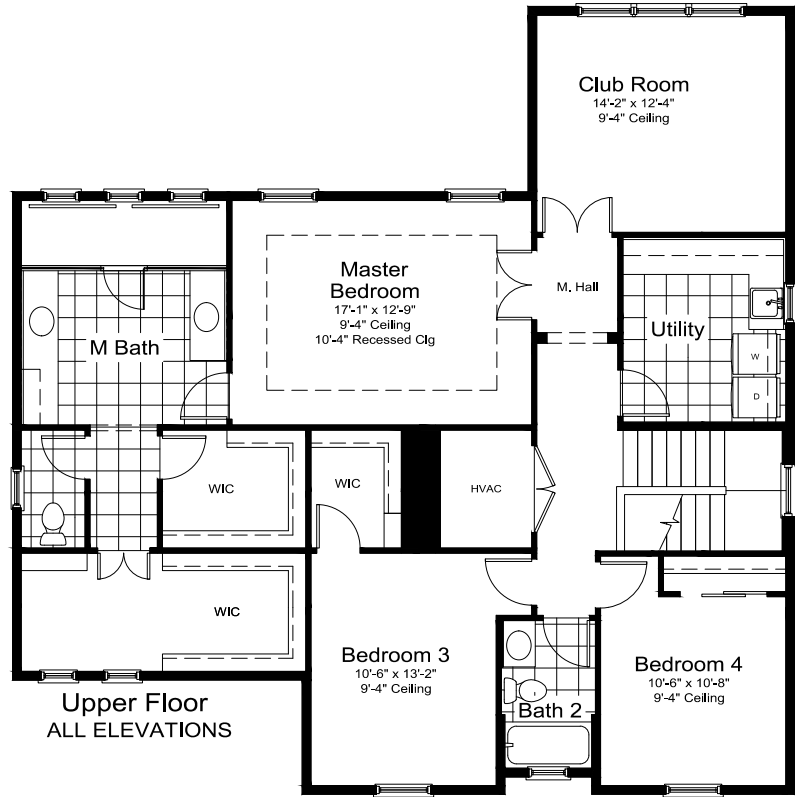 Club Room
14'-2" x 12'-4"
9'-4" Ceiling
Master
Bedroom
17'-1" x 12'-9"
9'-4" Ceiling
10'-4" Recessed Clg
M. Hall
Utility
W
D
M Bath
WIC
WIC
HVAC
WIC
Bedroom 3
10'-6" x 13'-2"
9'-4" Ceiling
Bedroom 4
10'-6" x 10'-8"
9'-4" Ceiling
Bath 2
Upper Floor
ALL ELEVATIONS